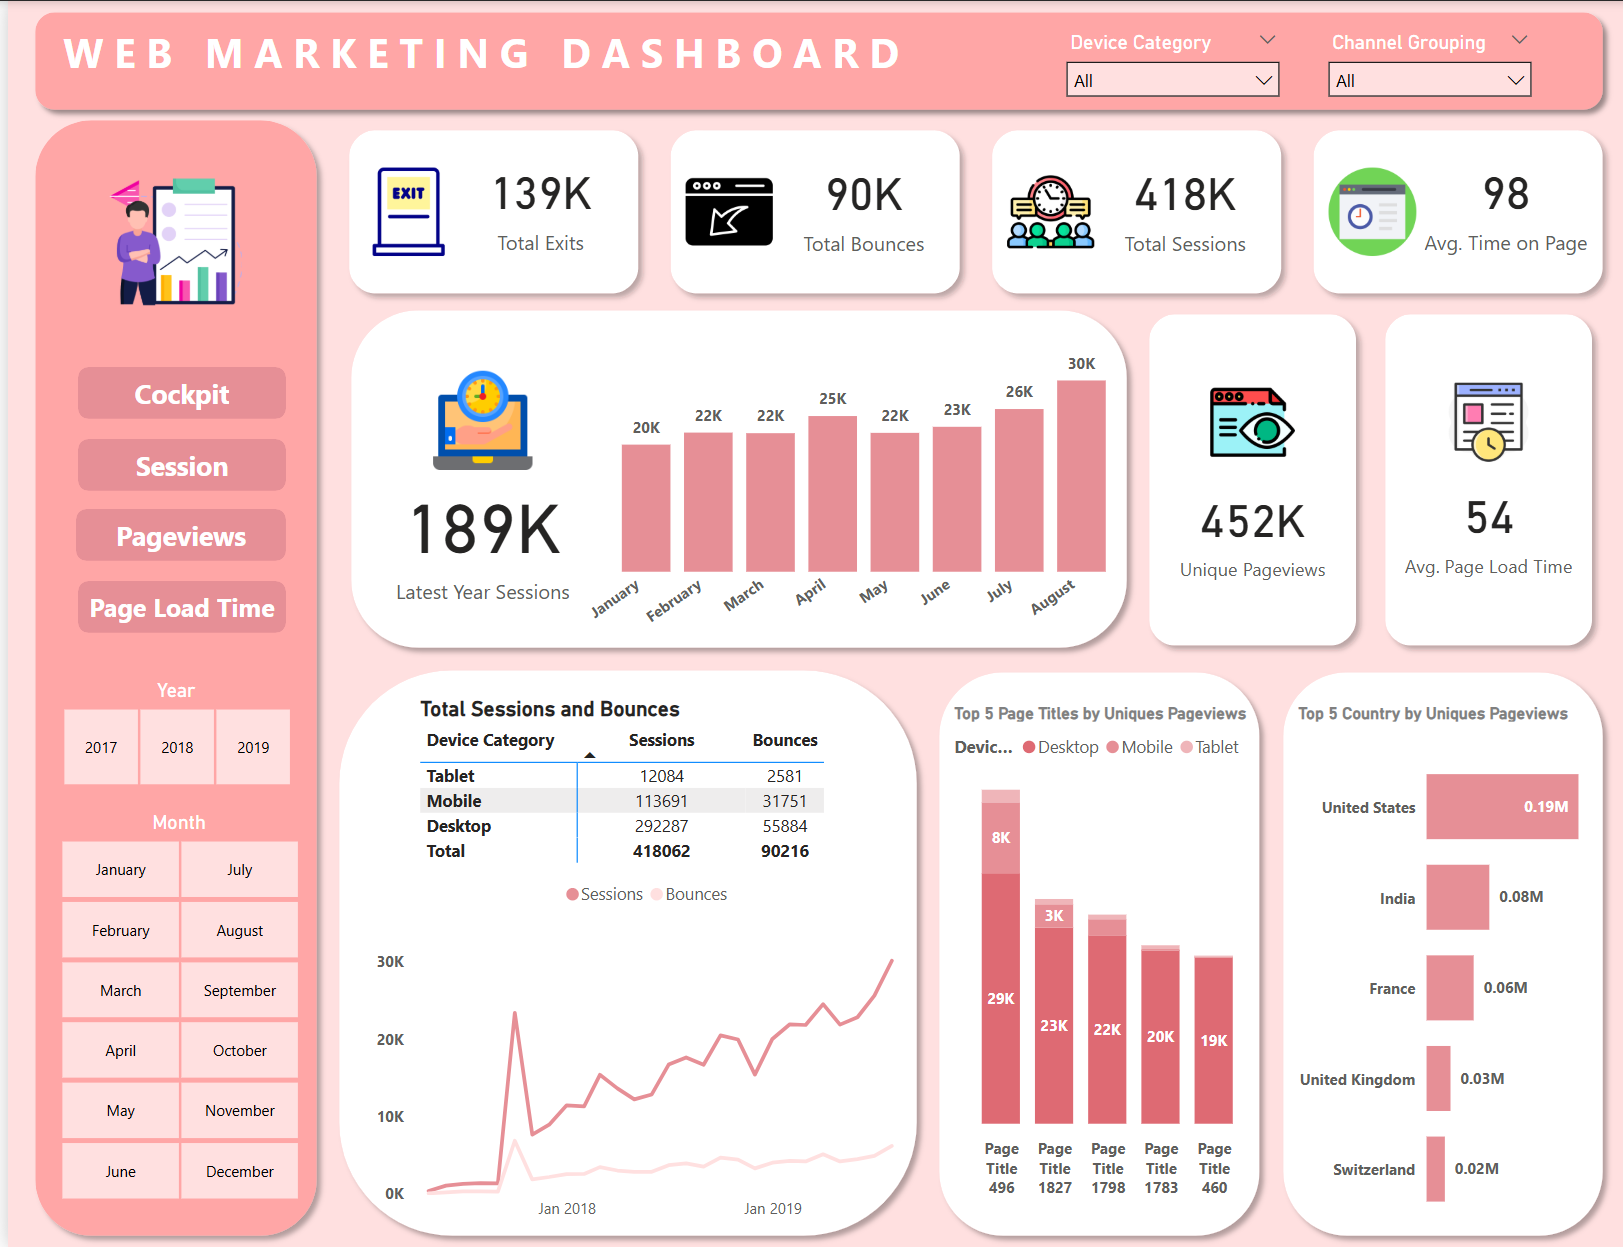 WEB MARKETING DASHBOARD
Device Category
All
Channel Grouping
All
EXIT
139K
Total Exits
90K
Total Bounces
418K
Total Sessions
98
Avg. Time on Page
Cockpit
Session
Pageviews
Page Load Time
Year
2017 2018 2019
Month
January July
February August
March September
April October
May November
June December
189K
Latest Year Sessions
20K 22K 22K 25K 22K 23K 26K 30K
January February March April May June July August
452K
Unique Pageviews
54
Avg. Page Load Time
Total Sessions and Bounces
Device Category Sessions Bounces
Tablet 12084 2581
Mobile 113691 31751
Desktop 292287 55884
Total 418062 90216
Sessions Bounces
30K
20K
10K
0K
Jan 2018 Jan 2019
Top 5 Page Titles by Uniques Pageviews
Devic... Desktop Mobile Tablet
8K
3K
29K 23K 22K 20K 19K
Page Page Page Page Page
Title Title Title Title Title
496 1827 1798 1783 460
Top 5 Country by Uniques Pageviews
United States 0.19M
India 0.08M
France 0.06M
United Kingdom 0.03M
Switzerland 0.02M